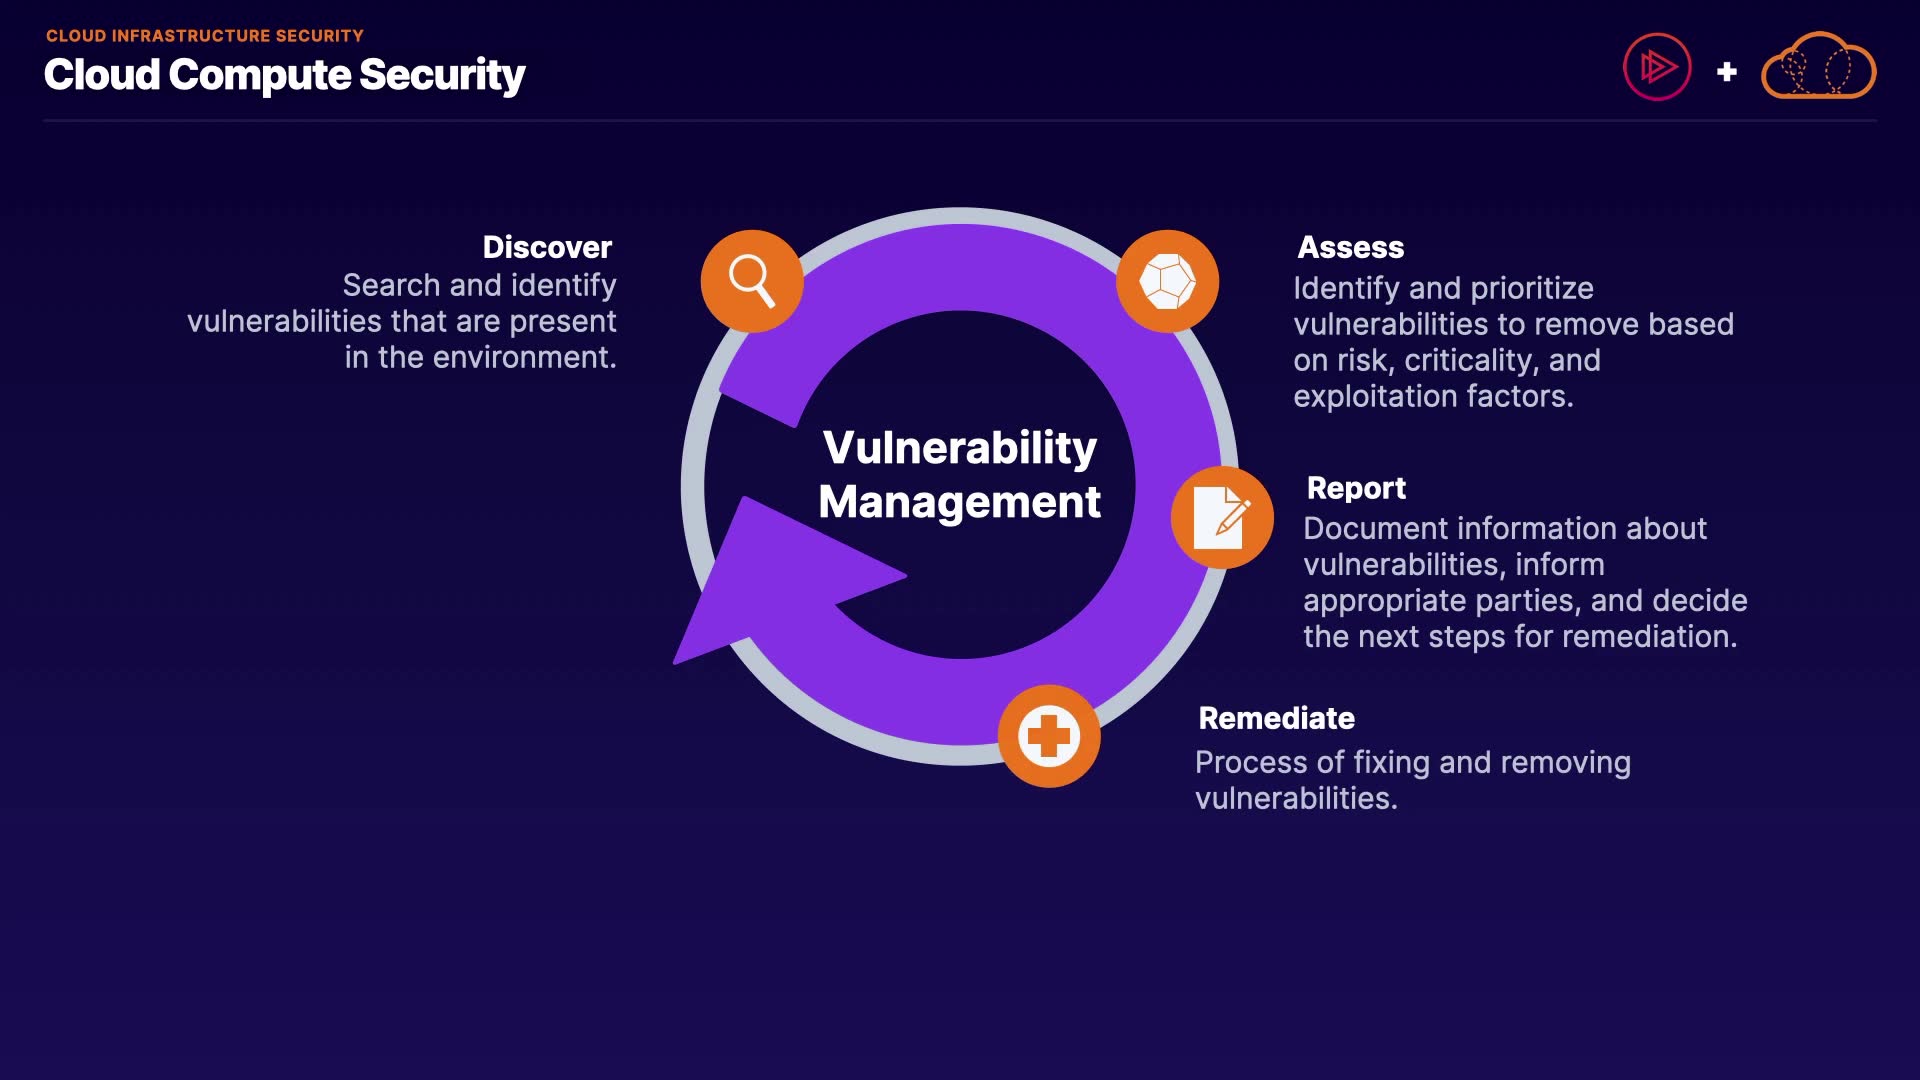 CLOUD INFRASTRUCTURE SECURITY
Cloud Compute Security
Discover
Search and identify
vulnerabilities that are present
in the environment.
Assess
Identify and prioritize
vulnerabilities to remove based
on risk, criticality, and
exploitation factors.
Vulnerability
Management
Report
Document information about
vulnerabilities, inform
appropriate parties, and decide
the next steps for remediation.
Remediate
Process of fixing and removing
vulnerabilities.